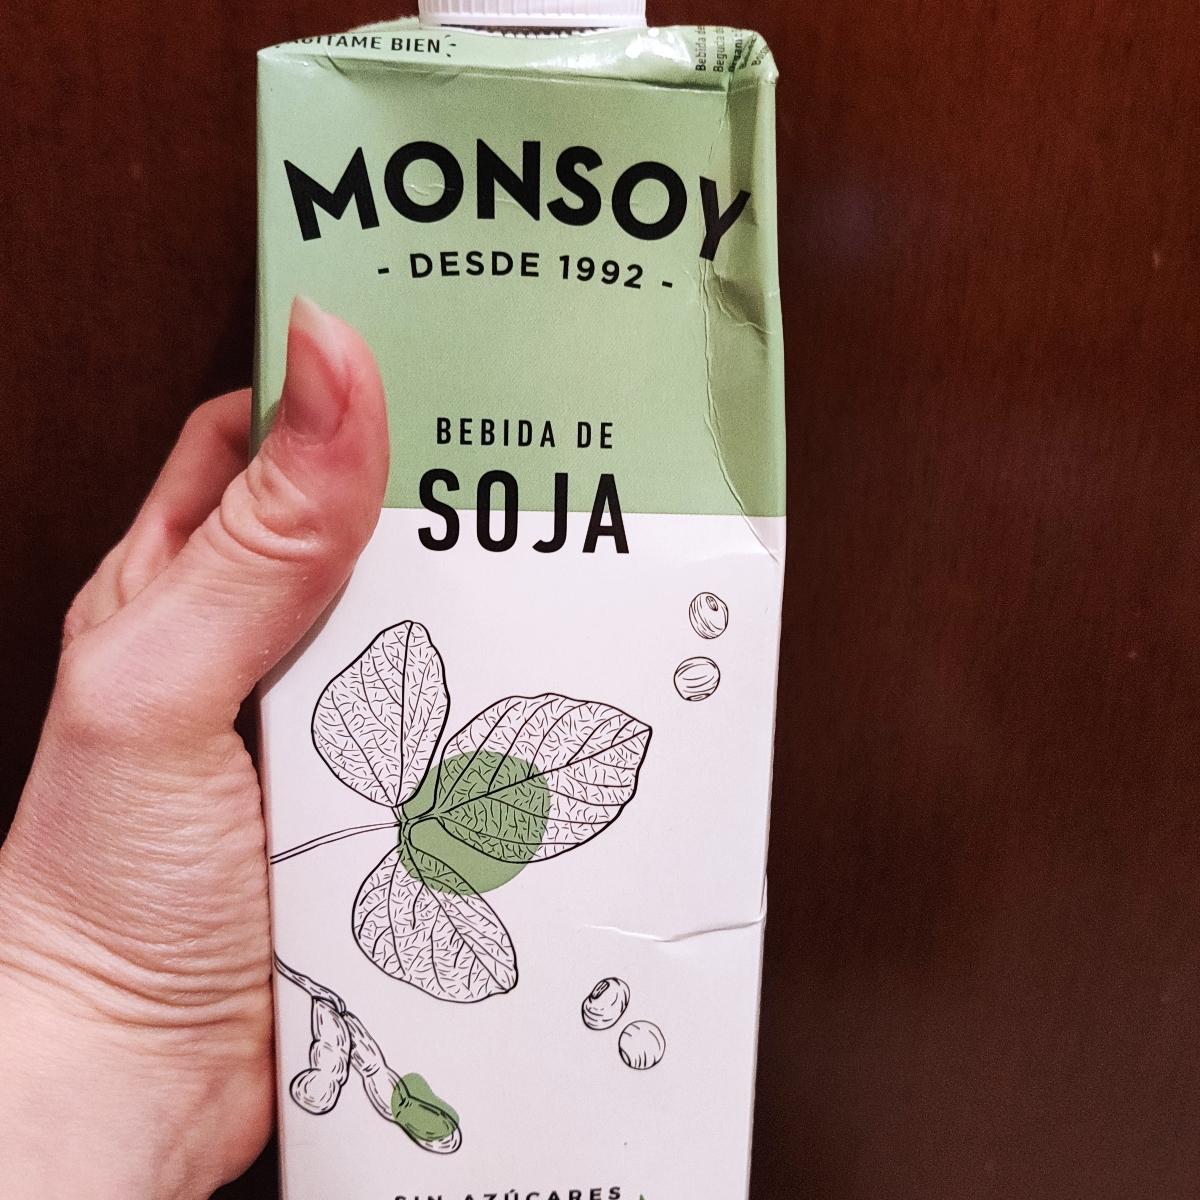 AGÍTAME BIEN
MONSOY
- DESDE 1992 -
BEBIDA DE
SOJA
SIN AZÚCARES